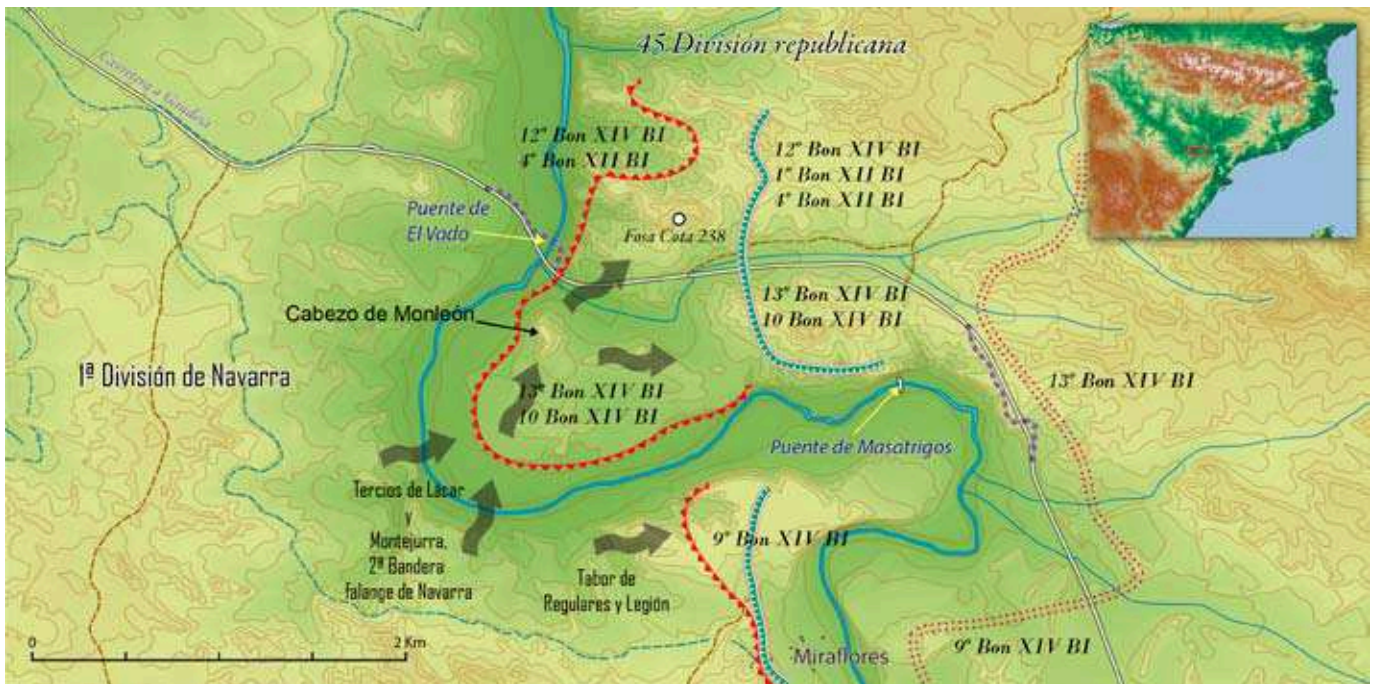 45 División republicana
Carretera a Gandesa
12º Bon XIV BI
4º Bon XII BI
12º Bon XIV BI
1º Bon XII BI
4º Bon XII BI
Puente de
El Vado
Fosa Cota 238
13º Bon XIV BI
10 Bon XIV BI
Cabezo de Monleón
1ª División de Navarra
13º Bon XIV BI
10 Bon XIV BI
13º Bon XIV BI
Puente de Masatrigos
Tercios de Lácar
y
Montejurra,
2ª Bandera
falange de Navarra
9º Bon XIV BI
Tabor de
Regulares y Legión
0
2 Km
Miraflores
9º Bon XIV BI